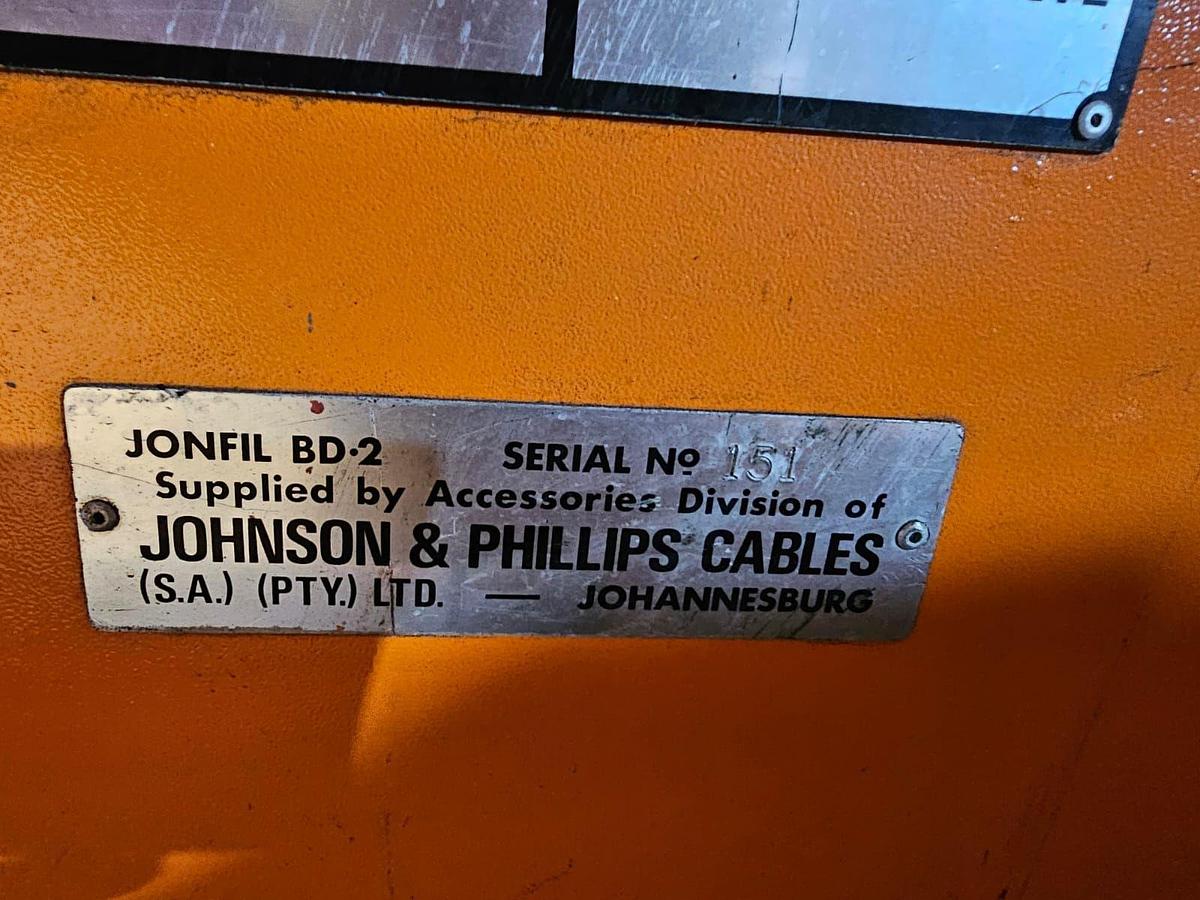 JONFIL BD·2 SERIAL Nº 151
Supplied by Accessories Division of
JOHNSON & PHILLIPS CABLES
(S.A.) (PTY.) LTD. — JOHANNESBURG